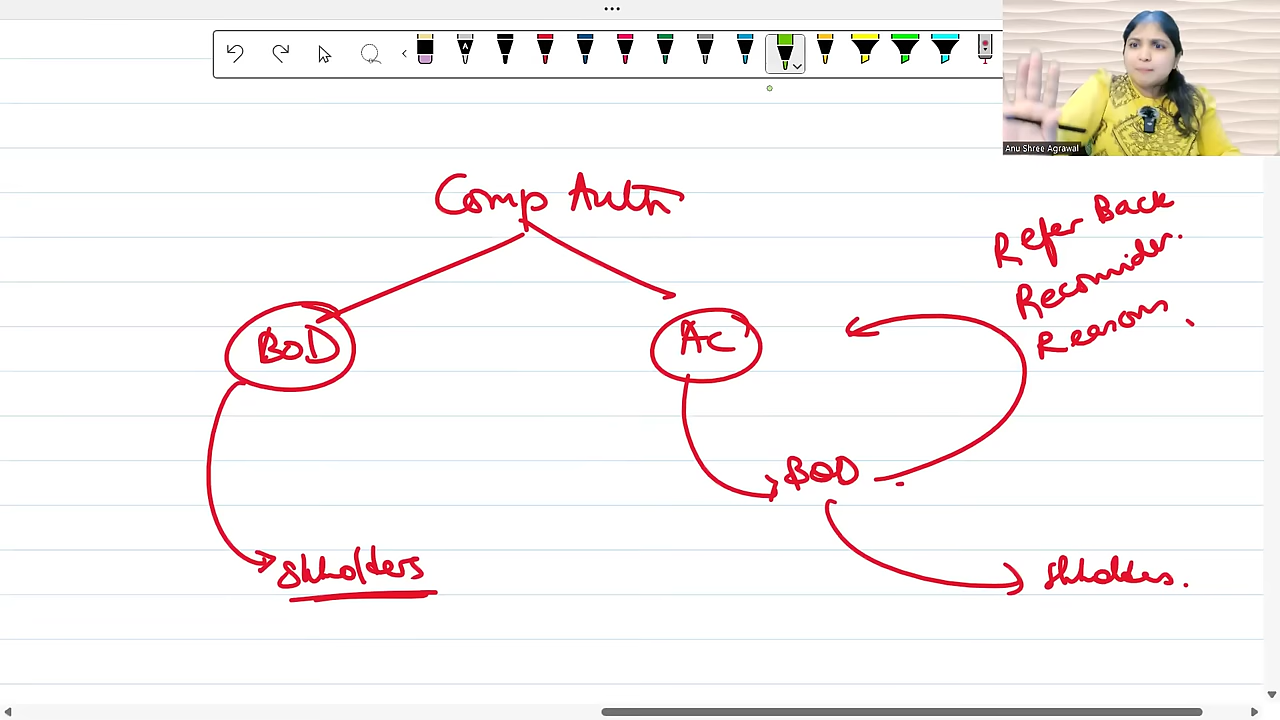 Anu Shree Agrawal
Comp Auth
Refer Back
Reconsider.
Reasons,
BOD
AC
BOD
shholders
shholders.